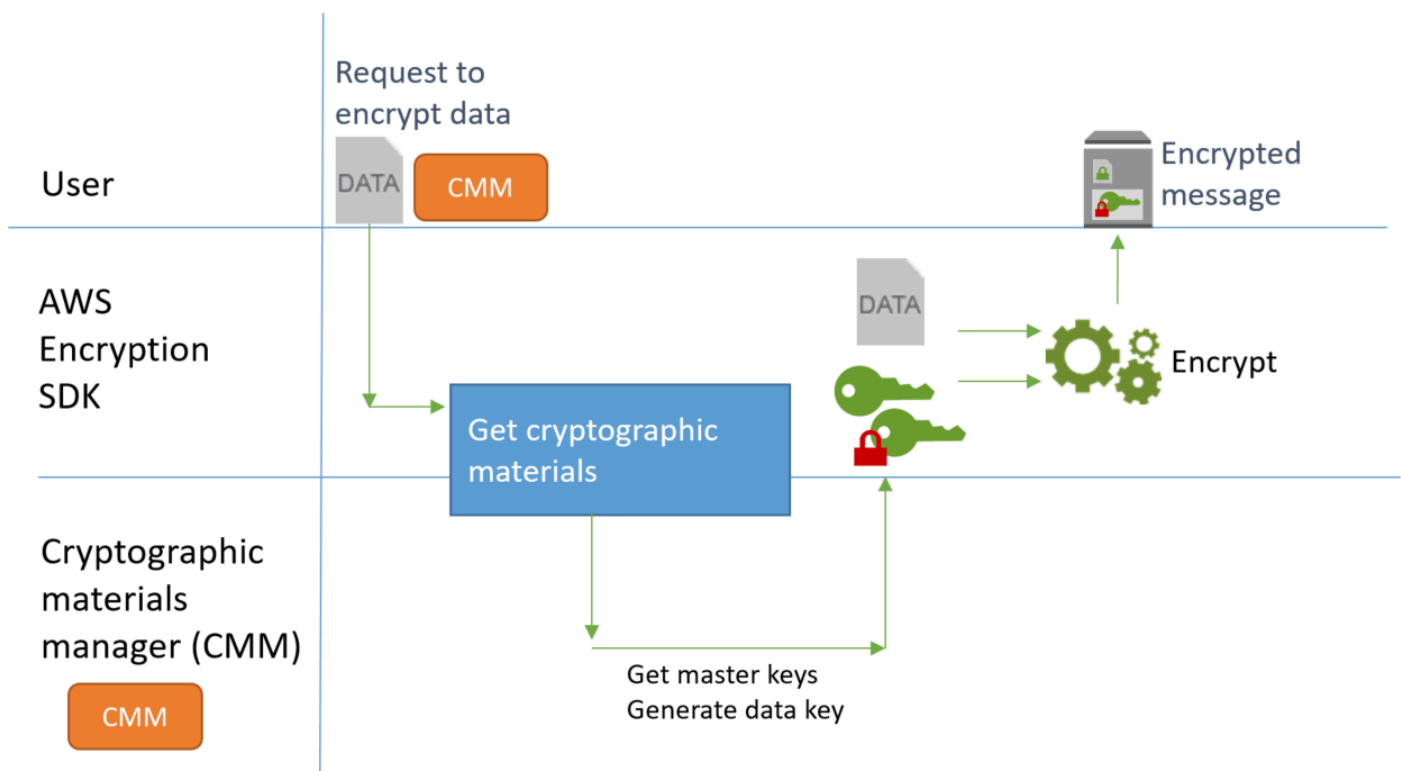 Request to
encrypt data
User
DATA
CMM
Encrypted
message
AWS
Encryption
SDK
DATA
Encrypt
Get cryptographic
materials
Cryptographic
materials
manager (CMM)
CMM
Get master keys
Generate data key